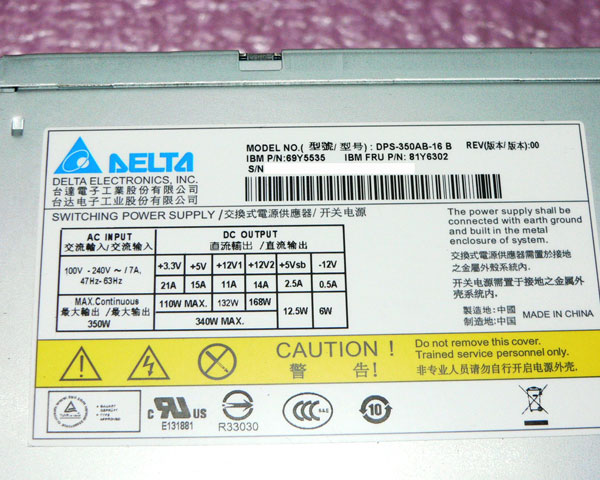 DELTA
DELTA ELECTRONICS, INC.
台達電子工業股份有限公司
台达电子工业股份有限公司
MODEL NO.( 型號/ 型号) : DPS-350AB-16 B REV(版本/ 版本):00
IBM P/N:69Y5535 IBM FRU P/N: 81Y6302
S/N
SWITCHING POWER SUPPLY /交換式電源供應器/ 开关电源
The power supply shall be
connected with earth ground
and built in the metal
enclosure of system.
交換式電源供應器需置於接地
之金屬外殼系統內.
开关电源需置于接地之金属外
壳系统内.
製造地: 中國
制造地: 中国
MADE IN CHINA
AC INPUT
交流輸入/交流输入
DC OUTPUT
直流輸出 /直流输出
100V - 240V ~ / 7A,
47Hz- 63Hz
+3.3V +5V +12V1 +12V2 +5Vsb -12V
21A 15A 11A 14A 2.5A 0.5A
MAX.Continuous
最大輸出 /最大输出
350W
110W MAX. 132W 168W 12.5W 6W
340W MAX.
CAUTION !
警 告!
Do not remove this cover.
Trained service personnel only.
非专业人员请勿自行开启电源外壳.
c UL US
E131881
R33030
CCC
10